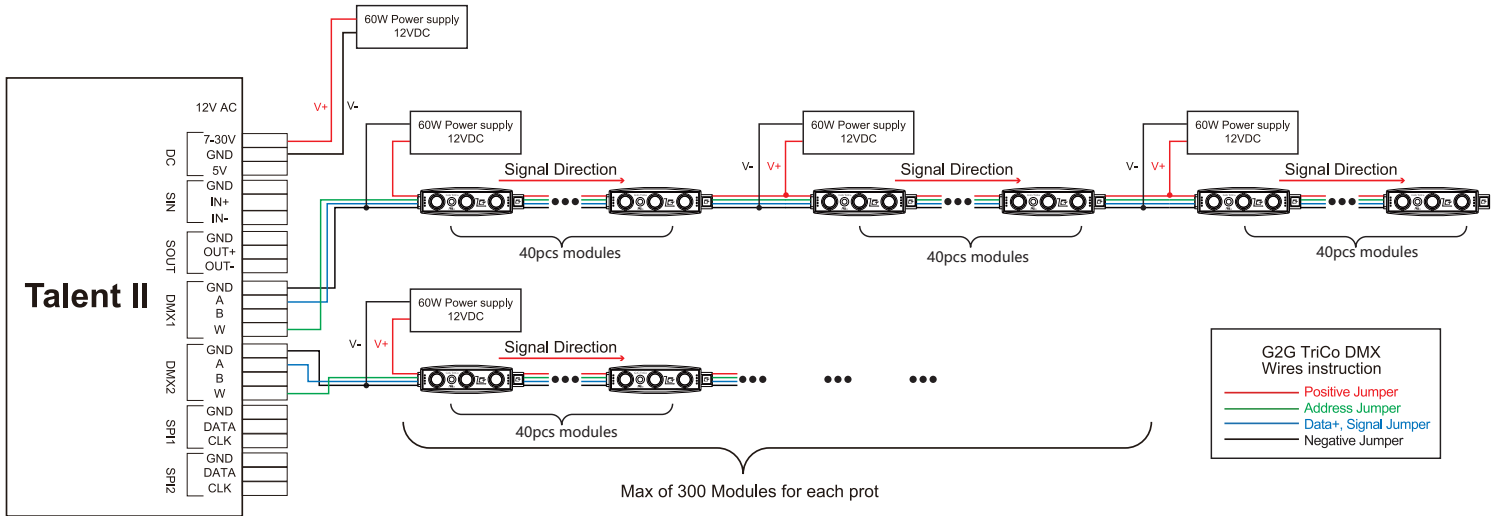 60W Power supply
12VDC
12V AC
V+
V-
DC
7-30V
GND
5V
SIN
GND
IN+
IN-
SOUT
GND
OUT+
OUT-
Talent II
DMX1
GND
A
B
W
DMX2
GND
A
B
W
SPI1
GND
DATA
CLK
SPI2
GND
DATA
CLK
60W Power supply
12VDC
Signal Direction
40pcs modules
60W Power supply
12VDC
V-
V+
Signal Direction
40pcs modules
60W Power supply
12VDC
V-
V+
Signal Direction
40pcs modules
60W Power supply
12VDC
V-
V+
Signal Direction
40pcs modules
Max of 300 Modules for each prot
G2G TriCo DMX
Wires instruction
Positive Jumper
Address Jumper
Data+, Signal Jumper
Negative Jumper